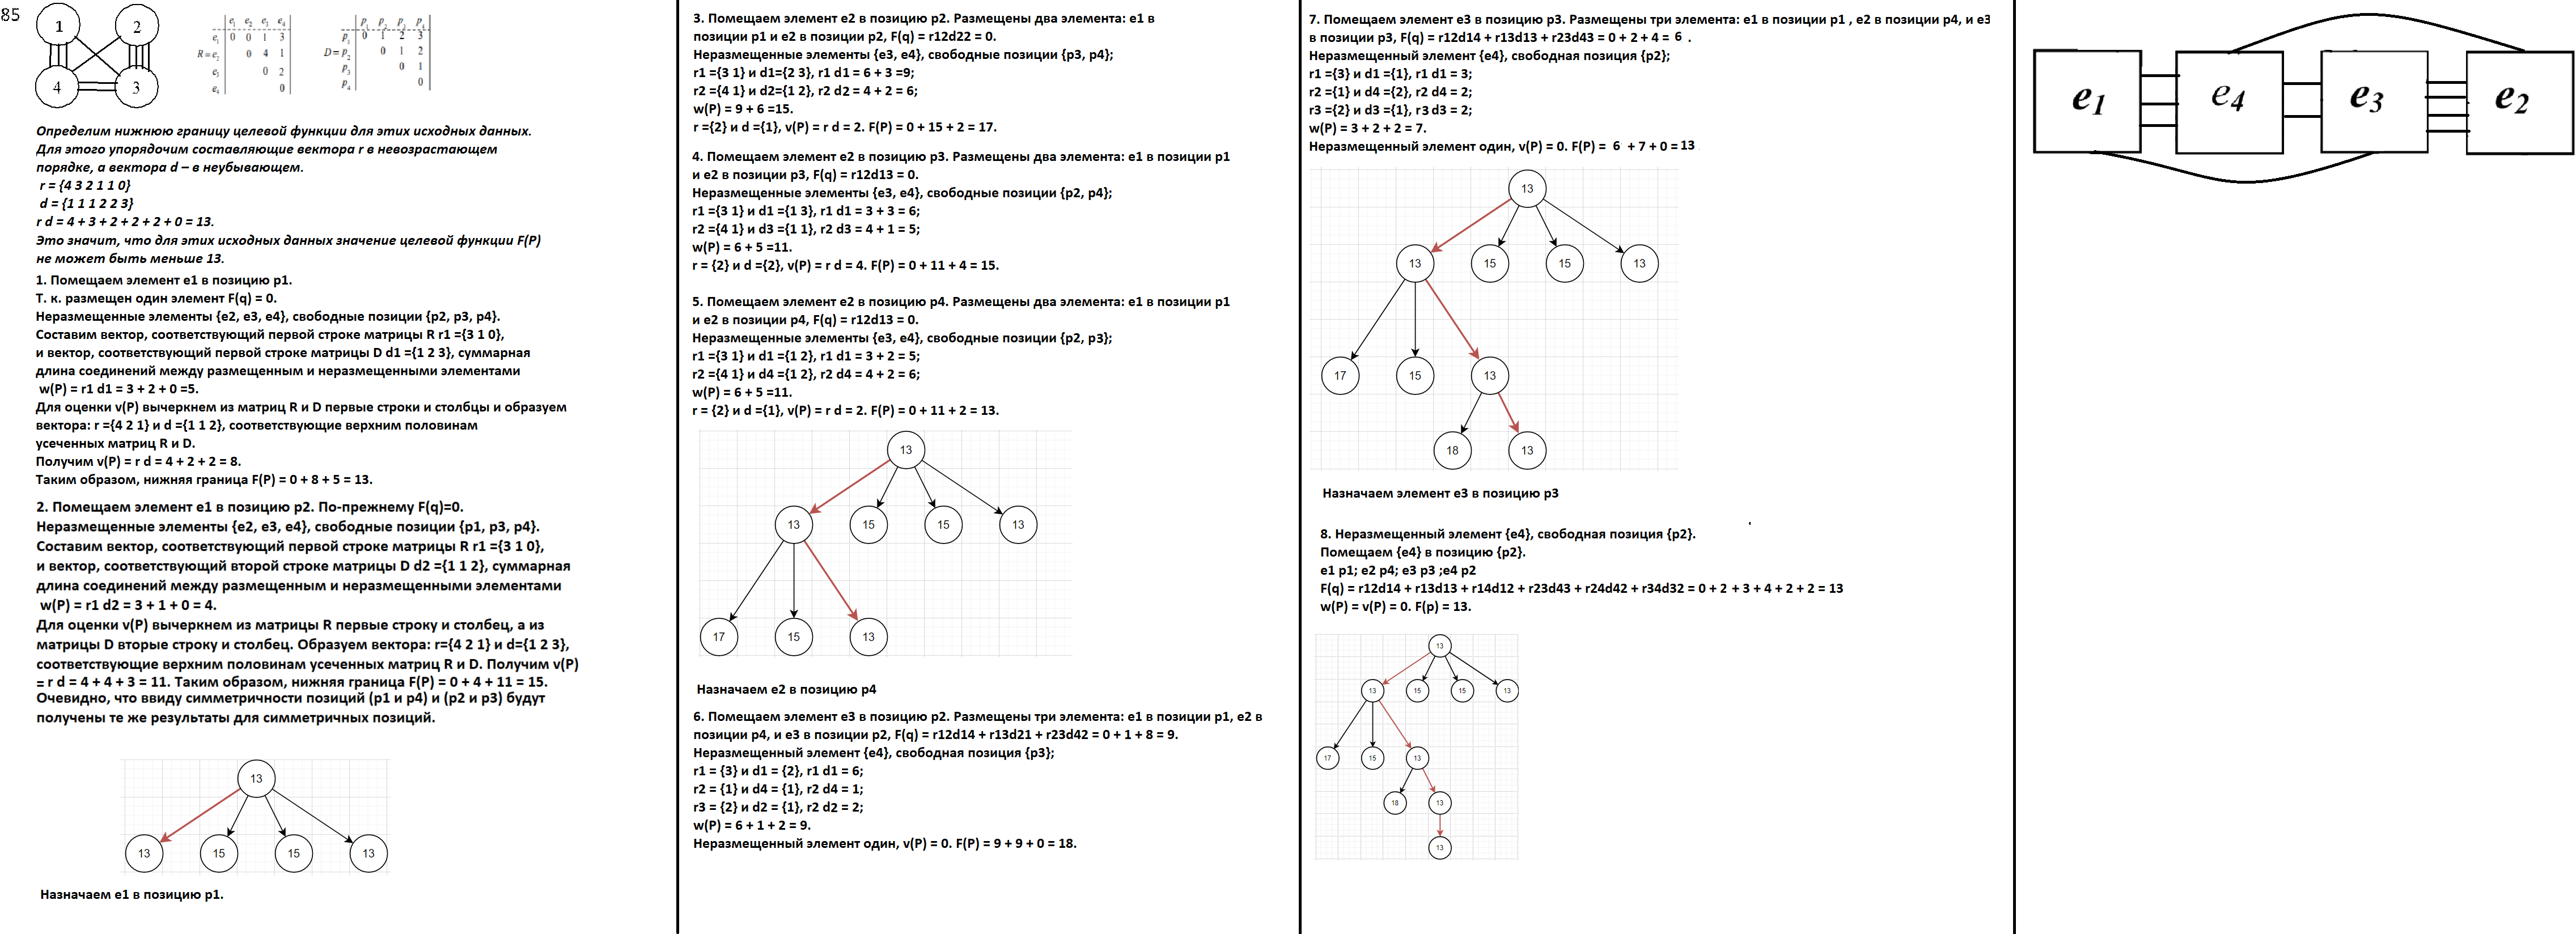 85
1 2
4 3
e1 e2 e3 e4
e1 0 0 1 3
R = e2 0 4 1
e3 0 2
e4 0
p1 p2 p3 p4
p1 0 1 2 3
D = p2 0 1 2
p3 0 1
p4 0
Определим нижнюю границу целевой функции для этих исходных данных.
Для этого упорядочим составляющие вектора r в невозрастающем
порядке, а вектора d – в неубывающем.
r = {4 3 2 1 1 0}
d = {1 1 1 2 2 3}
r d = 4 + 3 + 2 + 2 + 2 + 0 = 13.
Это значит, что для этих исходных данных значение целевой функции F(P)
не может быть меньше 13.
1. Помещаем элемент e1 в позицию p1.
Т. к. размещен один элемент F(q) = 0.
Неразмещенные элементы {e2, e3, e4}, свободные позиции {p2, p3, p4}.
Составим вектор, соответствующий первой строке матрицы R r1 ={3 1 0},
и вектор, соответствующий первой строке матрицы D d1 ={1 2 3}, суммарная
длина соединений между размещенным и неразмещенными элементами
w(P) = r1 d1 = 3 + 2 + 0 =5.
Для оценки v(P) вычеркнем из матриц R и D первые строки и столбцы и образуем
вектора: r ={4 2 1} и d ={1 1 2}, соответствующие верхним половинам
усеченных матриц R и D.
Получим v(P) = r d = 4 + 2 + 2 = 8.
Таким образом, нижняя граница F(P) = 0 + 8 + 5 = 13.
2. Помещаем элемент e1 в позицию p2. По-прежнему F(q)=0.
Неразмещенные элементы {e2, e3, e4}, свободные позиции {p1, p3, p4}.
Составим вектор, соответствующий первой строке матрицы R r1 ={3 1 0},
и вектор, соответствующий второй строке матрицы D d2 ={1 1 2}, суммарная
длина соединений между размещенным и неразмещенными элементами
w(P) = r1 d2 = 3 + 1 + 0 = 4.
Для оценки v(P) вычеркнем из матрицы R первые строку и столбец, а из
матрицы D вторые строку и столбец. Образуем вектора: r={4 2 1} и d={1 2 3},
соответствующие верхним половинам усеченных матриц R и D. Получим v(P)
= r d = 4 + 4 + 3 = 11. Таким образом, нижняя граница F(P) = 0 + 4 + 11 = 15.
Очевидно, что ввиду симметричности позиций (p1 и p4) и (p2 и p3) будут
получены те же результаты для симметричных позиций.
13
13 15 15 13
Назначаем e1 в позицию p1.
3. Помещаем элемент e2 в позицию p2. Размещены два элемента: e1 в
позиции p1 и e2 в позиции p2, F(q) = r12d22 = 0.
Неразмещенные элементы {e3, e4}, свободные позиции {p3, p4};
r1 ={3 1} и d1={2 3}, r1 d1 = 6 + 3 =9;
r2 ={4 1} и d2={1 2}, r2 d2 = 4 + 2 = 6;
w(P) = 9 + 6 =15.
r ={2} и d ={1}, v(P) = r d = 2. F(P) = 0 + 15 + 2 = 17.
4. Помещаем элемент e2 в позицию p3. Размещены два элемента: e1 в позиции p1
и e2 в позиции p3, F(q) = r12d13 = 0.
Неразмещенные элементы {e3, e4}, свободные позиции {p2, p4};
r1 ={3 1} и d1 ={1 3}, r1 d1 = 3 + 3 = 6;
r2 ={4 1} и d3 ={1 1}, r2 d3 = 4 + 1 = 5;
w(P) = 6 + 5 =11.
r = {2} и d ={2}, v(P) = r d = 4. F(P) = 0 + 11 + 4 = 15.
5. Помещаем элемент e2 в позицию p4. Размещены два элемента: e1 в позиции p1
и e2 в позиции p4, F(q) = r12d13 = 0.
Неразмещенные элементы {e3, e4}, свободные позиции {p2, p3};
r1 ={3 1} и d1 ={1 2}, r1 d1 = 3 + 2 = 5;
r2 ={4 1} и d4 ={1 2}, r2 d4 = 4 + 2 = 6;
w(P) = 6 + 5 =11.
r = {2} и d ={1}, v(P) = r d = 2. F(P) = 0 + 11 + 2 = 13.
13
13 15 15 13
17 15 13
Назначаем e2 в позицию p4
6. Помещаем элемент e3 в позицию p2. Размещены три элемента: e1 в позиции p1, e2 в
позиции p4, и e3 в позиции p2, F(q) = r12d14 + r13d21 + r23d42 = 0 + 1 + 8 = 9.
Неразмещенный элемент {e4}, свободная позиция {p3};
r1 = {3} и d1 = {2}, r1 d1 = 6;
r2 = {1} и d4 = {1}, r2 d4 = 1;
r3 = {2} и d2 = {1}, r2 d2 = 2;
w(P) = 6 + 1 + 2 = 9.
Неразмещенный элемент один, v(P) = 0. F(P) = 9 + 9 + 0 = 18.
7. Помещаем элемент e3 в позицию p3. Размещены три элемента: e1 в позиции p1 , e2 в позиции p4, и e3
в позиции p3, F(q) = r12d14 + r13d13 + r23d43 = 0 + 2 + 4 = 6 .
Неразмещенный элемент {e4}, свободная позиция {p2};
r1 ={3} и d1 ={1}, r1 d1 = 3;
r2 = {1} и d4 ={2}, r2 d4 = 2;
r3 ={2} и d3 ={1}, r3 d3 = 2;
w(P) = 3 + 2 + 2 = 7.
Неразмещенный элемент один, v(P) = 0. F(P) = 6 + 7 + 0 = 13
13
13 15 15 13
17 15 13
18 13
Назначаем элемент e3 в позицию p3
8. Неразмещенный элемент {e4}, свободная позиция {p2}.
Помещаем {e4} в позицию {p2}.
e1 p1; e2 p4; e3 p3 ;e4 p2
F(q) = r12d14 + r13d13 + r14d12 + r23d43 + r24d42 + r34d32 = 0 + 2 + 3 + 4 + 2 + 2 = 13
w(P) = v(P) = 0. F(p) = 13.
13
13 15 15 13
17 15 13
18 13
13
e1 e4 e3 e2